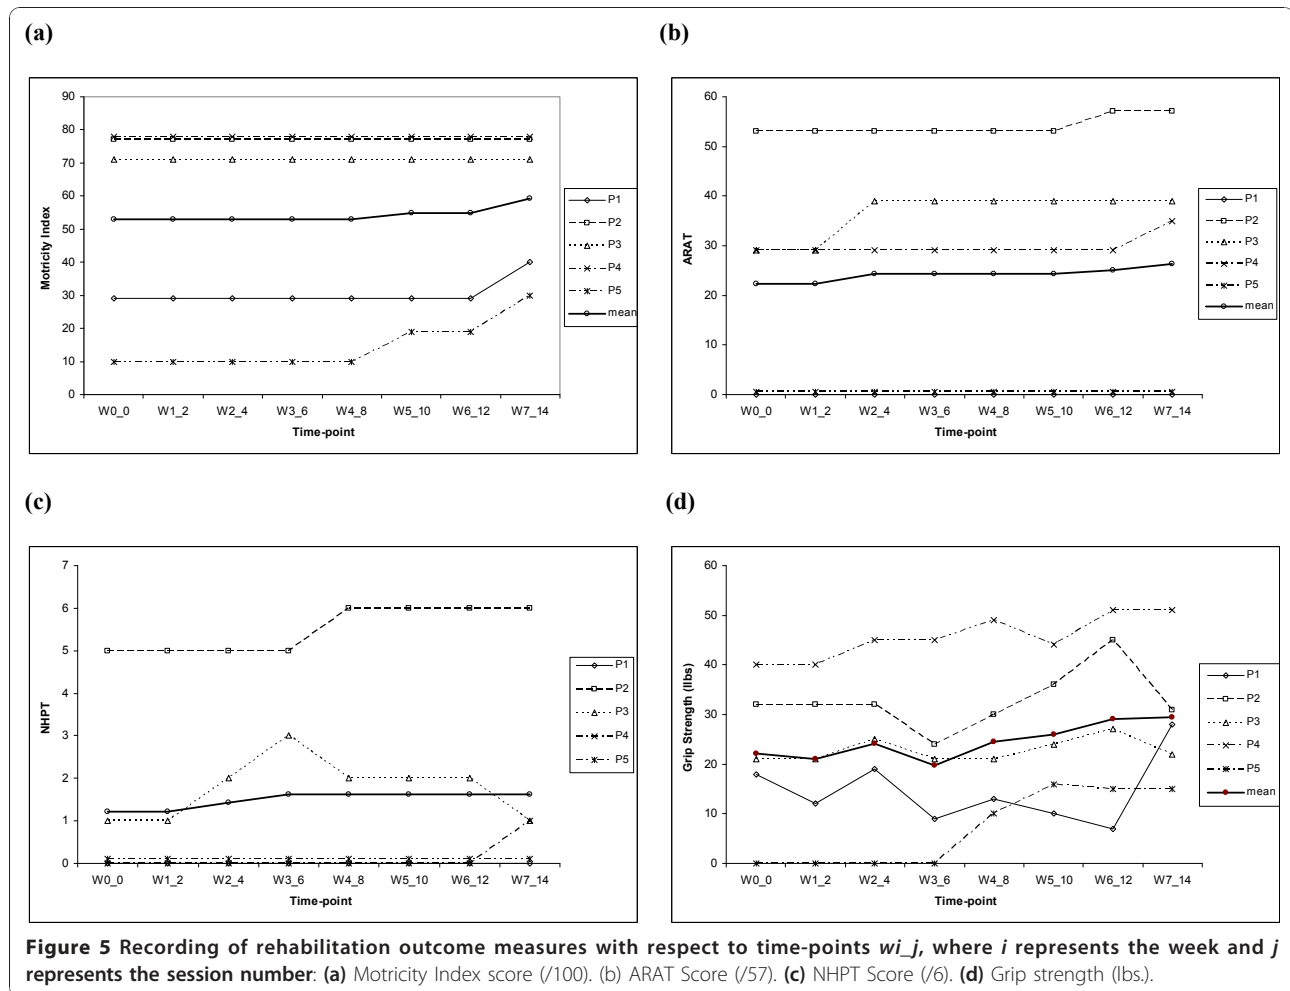 (a)
90
80
70
60
50
40
30
20
10
0
Motricity Index
W0_0 W1_2 W2_4 W3_6 W4_8 W5_10 W6_12 W7_14
Time-point
P1
P2
P3
P4
P5
mean
(b)
60
50
40
30
20
10
0
ARAT
W0_0 W1_2 W2_4 W3_6 W4_8 W5_10 W6_12 W7_14
Time-point
P1
P2
P3
P4
P5
mean
(c)
7
6
5
4
3
2
1
0
NHPT
W0_0 W1_2 W2_4 W3_6 W4_8 W5_10 W6_12 W7_14
Time-point
P1
P2
P3
P4
P5
(d)
60
50
40
30
20
10
0
Grip Strength (llbs)
W0_0 W1_2 W2_4 W3_6 W4_8 W5_10 W6_12 W7_14
Time-point
P1
P2
P3
P4
P5
mean
Figure 5 Recording of rehabilitation outcome measures with respect to time-points wi_j, where i represents the week and j
represents the session number: (a) Motricity Index score (/100). (b) ARAT Score (/57). (c) NHPT Score (/6). (d) Grip strength (lbs.).